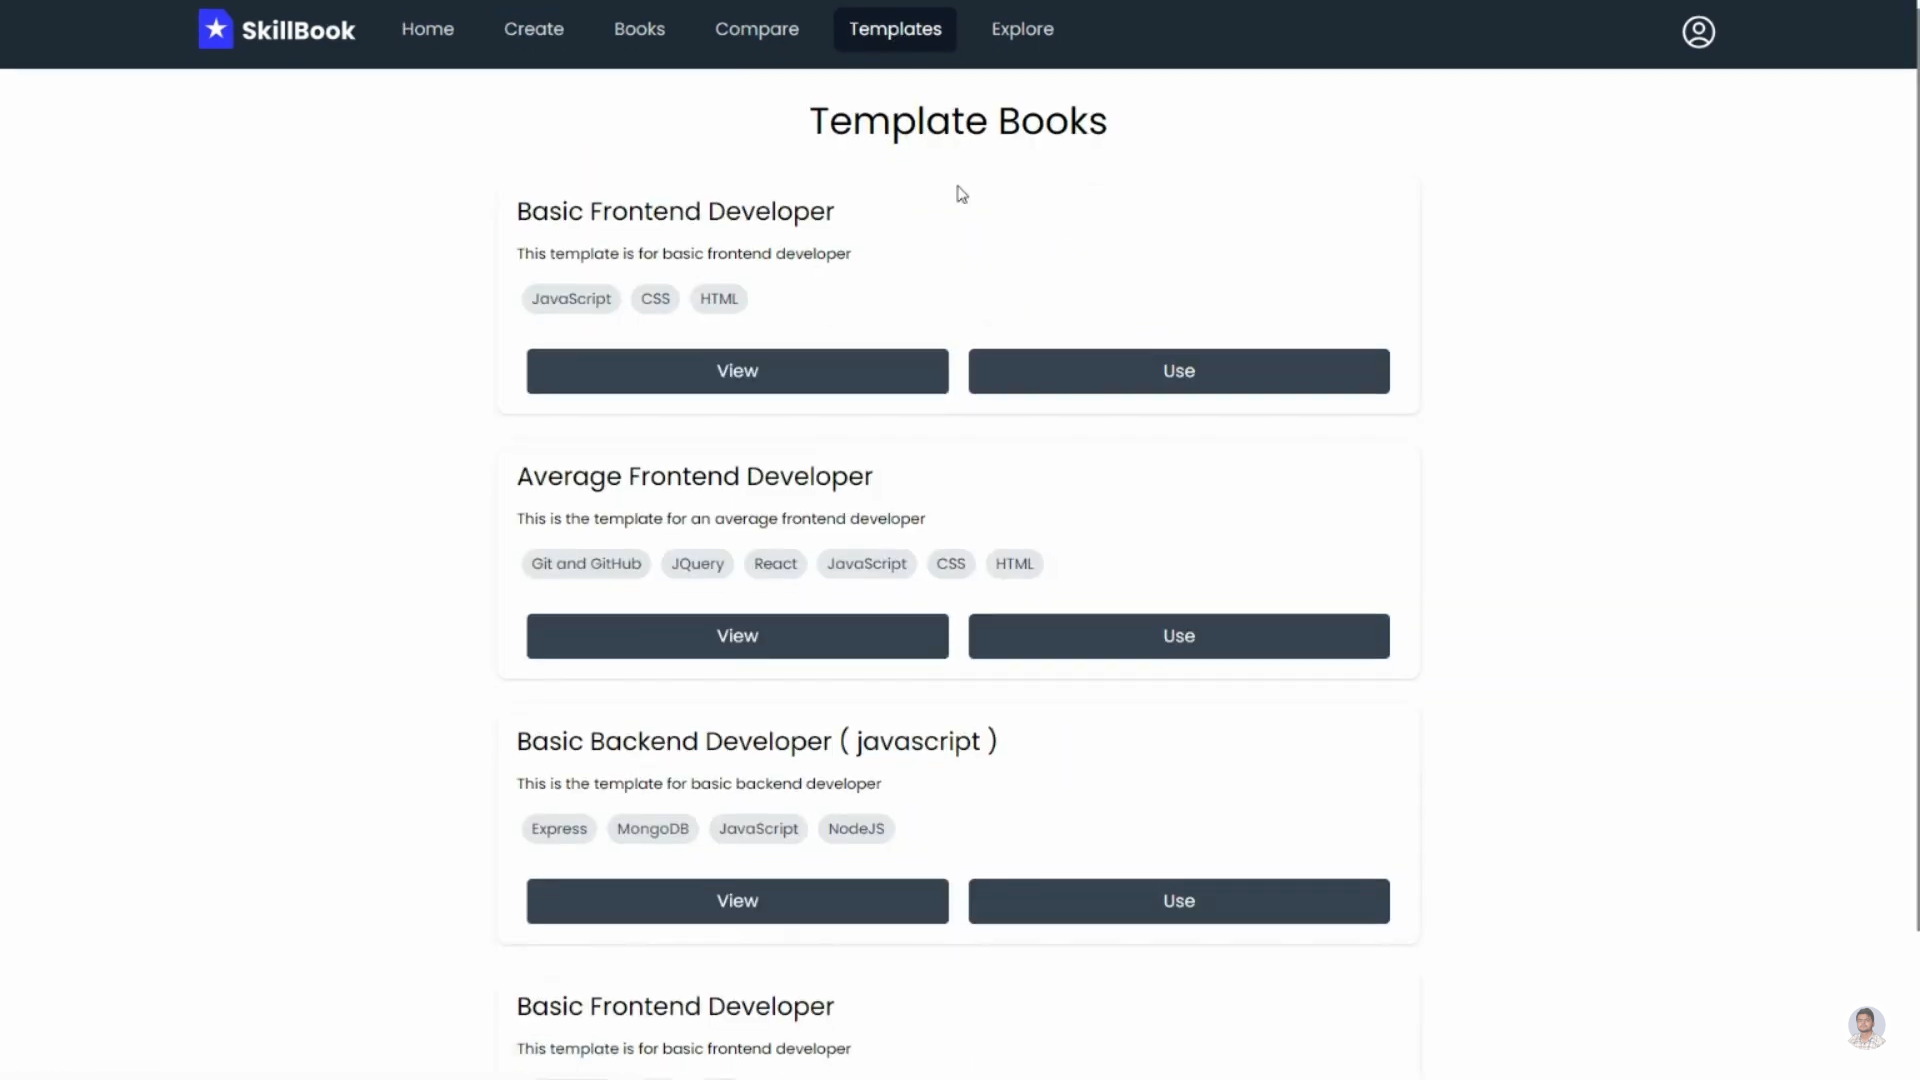 SkillBook Home Create Books Compare Templates Explore
Template Books
Basic Frontend Developer
This template is for basic frontend developer
JavaScript CSS HTML
View Use
Average Frontend Developer
This is the template for an average frontend developer
Git and GitHub JQuery React JavaScript CSS HTML
View Use
Basic Backend Developer ( javascript )
This is the template for basic backend developer
Express MongoDB JavaScript NodeJS
View Use
Basic Frontend Developer
This template is for basic frontend developer